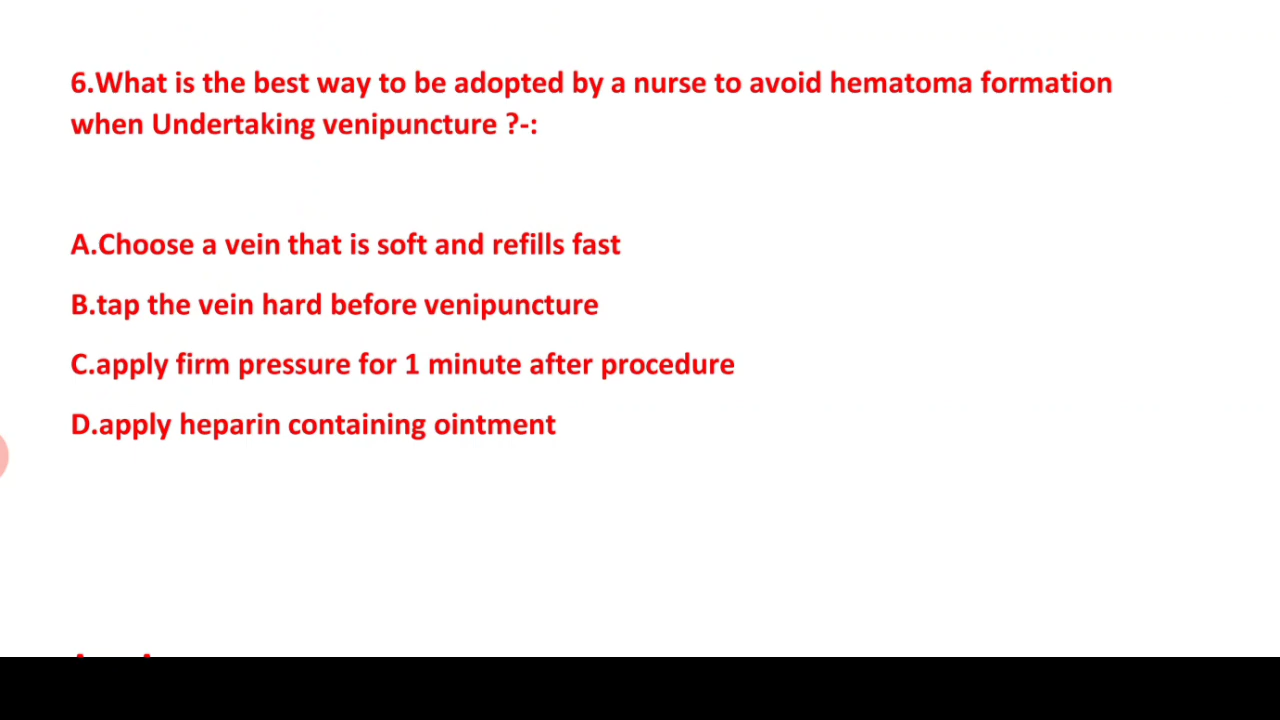 6.What is the best way to be adopted by a nurse to avoid hematoma formation
when Undertaking venipuncture ?-:
A.Choose a vein that is soft and refills fast
B.tap the vein hard before venipuncture
C.apply firm pressure for 1 minute after procedure
D.apply heparin containing ointment